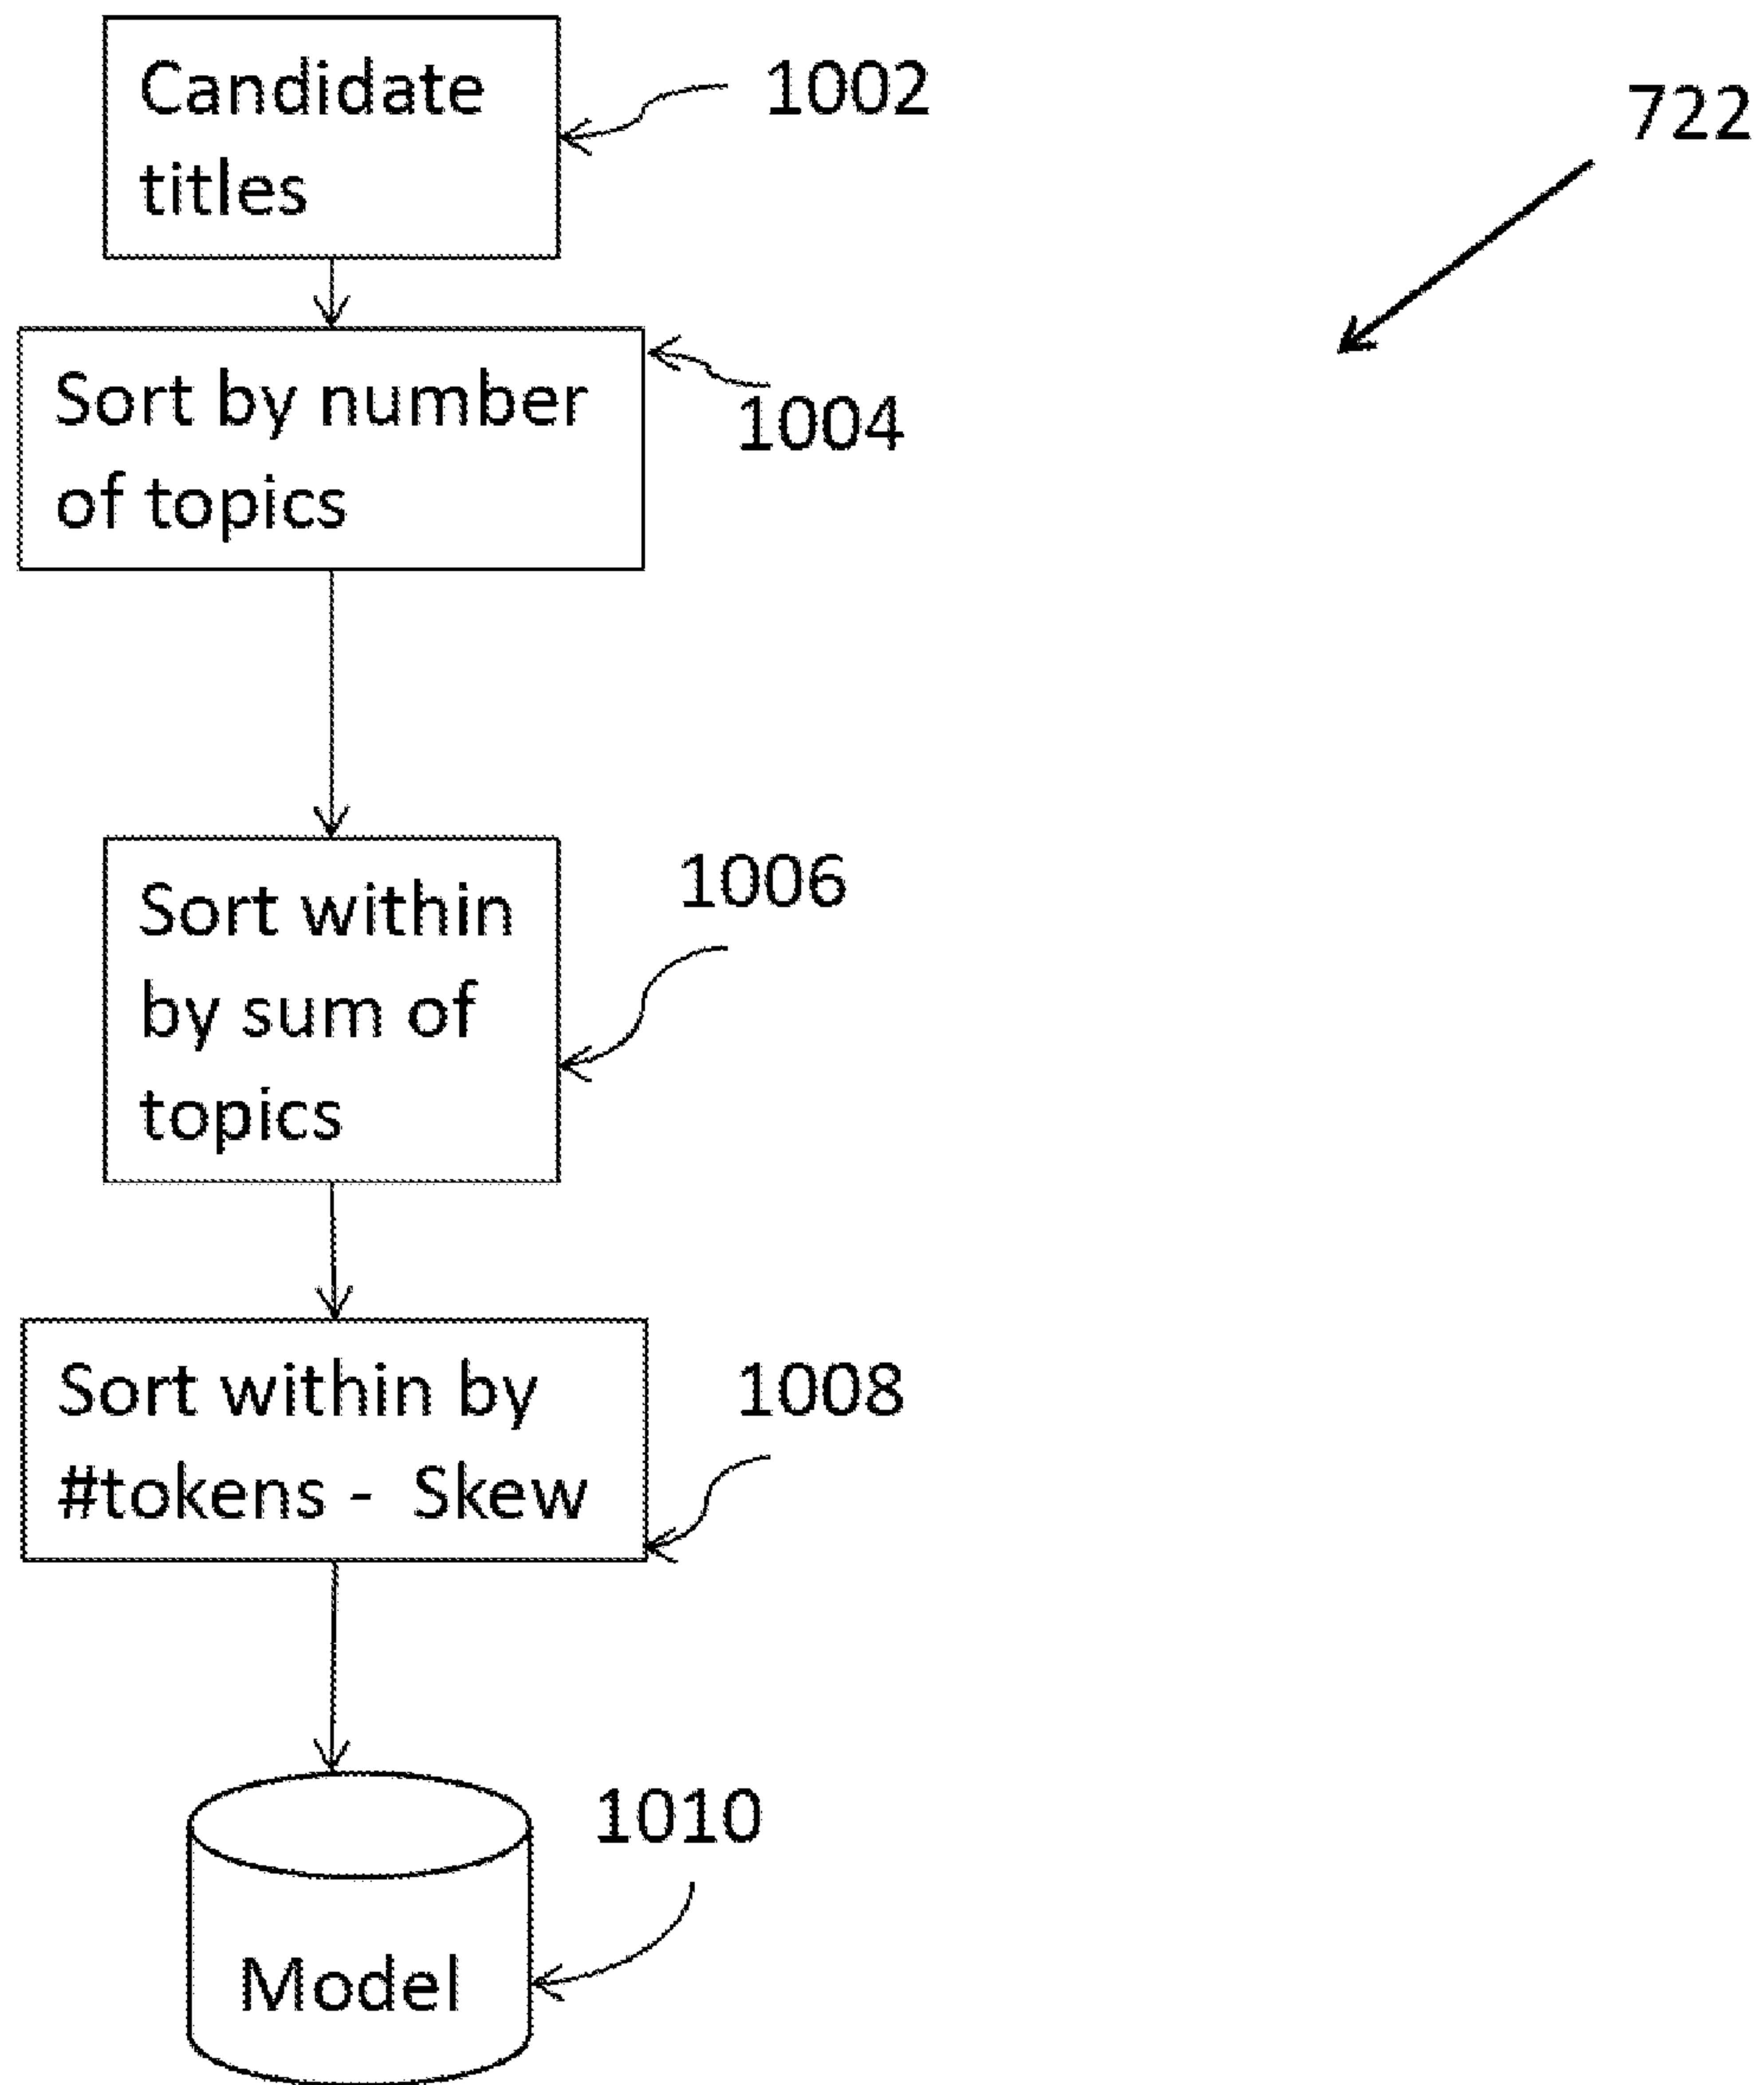 Candidate
titles
1002
722
Sort by number
of topics
1004
Sort within
by sum of
topics
1006
Sort within by
#tokens - Skew
1008
Model
1010